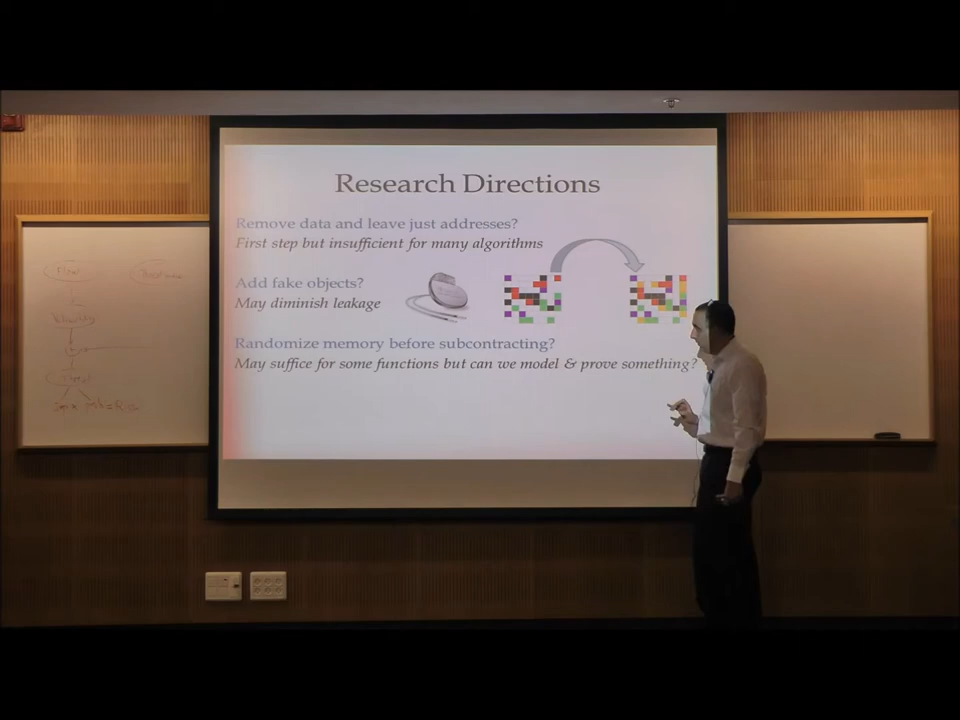 Research Directions
Remove data and leave just addresses?
First step but insufficient for many algorithms
Add fake objects?
May diminish leakage
Randomize memory before subcontracting?
May suffice for some functions but can we model & prove something?